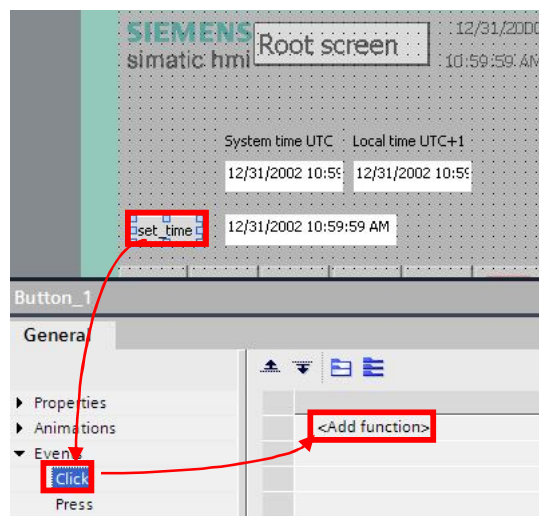 SIEMENS
simatic hmi
Root screen
12/31/2000
10:59:59 AM
System time UTC Local time UTC+1
12/31/2002 10:59 12/31/2002 10:59
set_time 12/31/2002 10:59:59 AM
Button_1
General
Properties
Animations
<Add function>
Events
Click
Press